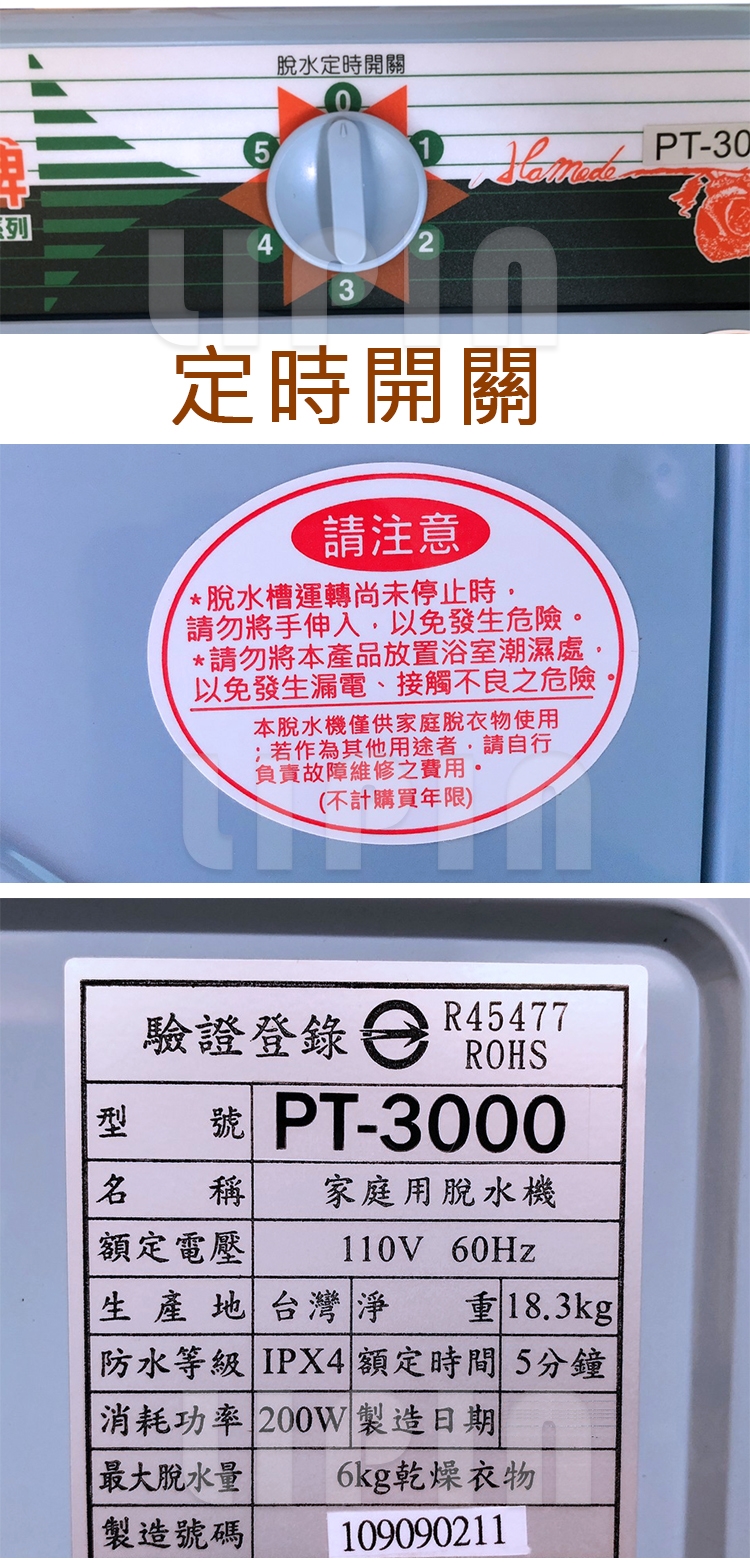 脫水定時開關
0
5
1
Hamede
PT-30
牌
系列
4
2
3
LIPIN
定時開關
請注意
*脫水槽運轉尚未停止時，
請勿將手伸入，以免發生危險。
*請勿將本產品放置浴室潮濕處，
以免發生漏電、接觸不良之危險。
本脫水機僅供家庭脫衣物使用
；若作為其他用途者，請自行
負責故障維修之費用。
(不計購買年限)
LIPIN
驗證登錄 R45477
ROHS
型 號 PT-3000
名 稱 家庭用脫水機
額定電壓 110V 60Hz
生產地 台灣 淨 重 18.3kg
防水等級 IPX4 額定時間 5分鐘
消耗功率 200W 製造日期
最大脫水量 6kg乾燥衣物
製造號碼 109090211
LIPIN